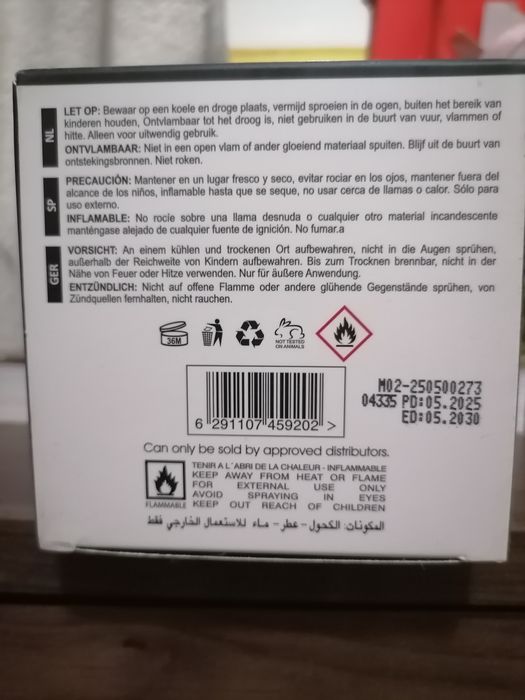 NL
LET OP: Bewaar op een koele en droge plaats, vermijd sproeien in de ogen, buiten het bereik van
kinderen houden, Ontvlambaar tot het droog is, niet gebruiken in de buurt van vuur, vlammen of
hitte. Alleen voor uitwendig gebruik.
ONTVLAMBAAR: Niet in een open vlam of ander gloeiend materiaal spuiten. Blijf uit de buurt van
ontstekingsbronnen. Niet roken.
SP
PRECAUCIÓN: Mantener en un lugar fresco y seco, evitar rociar en los ojos, mantener fuera del
alcance de los niños, inflamable hasta que se seque, no usar cerca de llamas o calor. Sólo para
uso externo.
INFLAMABLE: No rocíe sobre una llama desnuda o cualquier otro material incandescente
manténgase alejado de cualquier fuente de ignición. No fumar.a
GER
VORSICHT: An einem kühlen und trockenen Ort aufbewahren, nicht in die Augen sprühen,
außerhalb der Reichweite von Kindern aufbewahren. Bis zum Trocknen brennbar, nicht in der
Nähe von Feuer oder Hitze verwenden. Nur für äußere Anwendung.
ENTZÜNDLICH: Nicht auf offene Flamme oder andere glühende Gegenstände sprühen, von
Zündquellen fernhalten, nicht rauchen.
36M
NOT TESTED
ON ANIMALS
6 291107 459202 >
M02-250500273
04335 PD:05.2025
ED:05.2030
Can only be sold by approved distributors.
TENIR A L'ABRI DE LA CHALEUR - INFLAMMABLE
KEEP AWAY FROM HEAT OR FLAME
FOR EXTERNAL USE ONLY
AVOID SPRAYING IN EYES
KEEP OUT REACH OF CHILDREN
FLAMMABLE
المكونات: الكحول - عطر - ماء للاستعمال الخارجي فقط